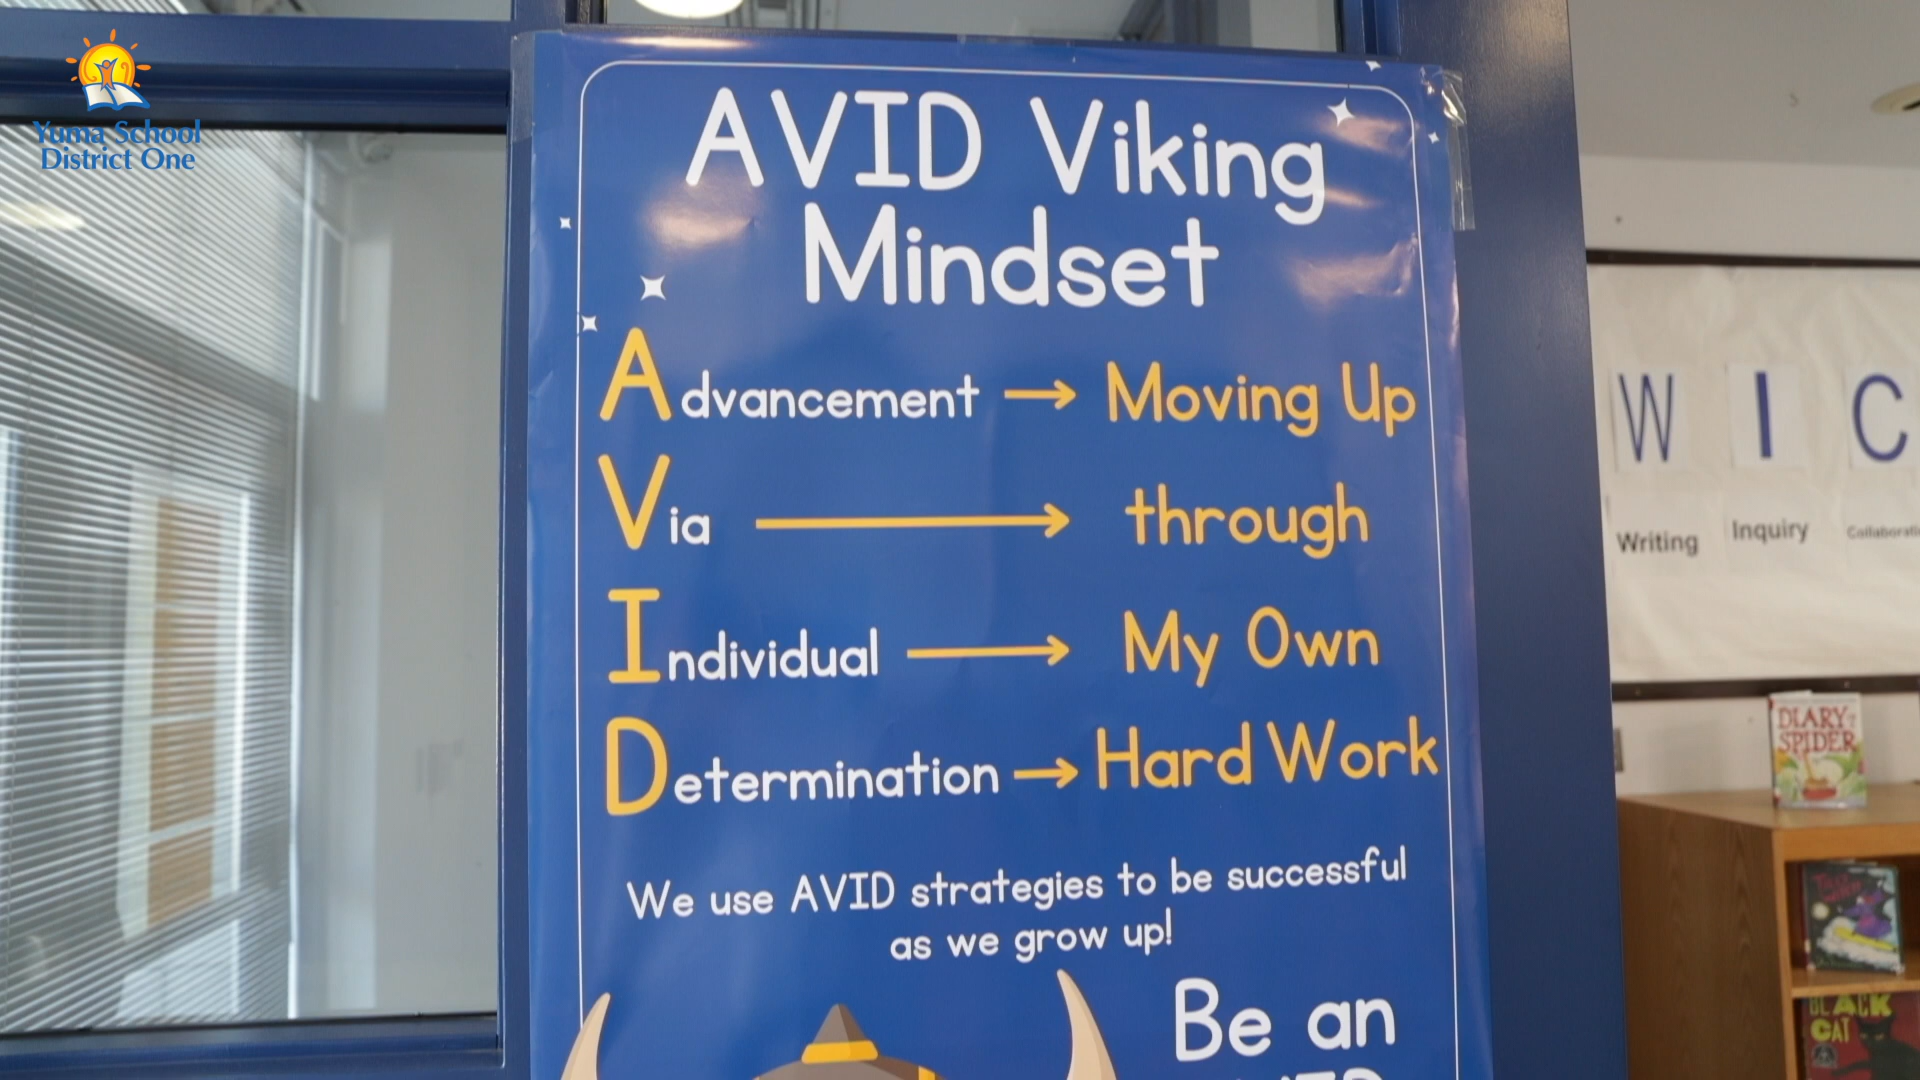 Yuma School
District One
AVID Viking
Mindset
Advancement → Moving Up
Via → through
Individual → My Own
Determination → Hard Work
We use AVID strategies to be successful
as we grow up!
Be an
W I C
Writing Inquiry
DIARY of a
SPIDER
BLACK
CAT